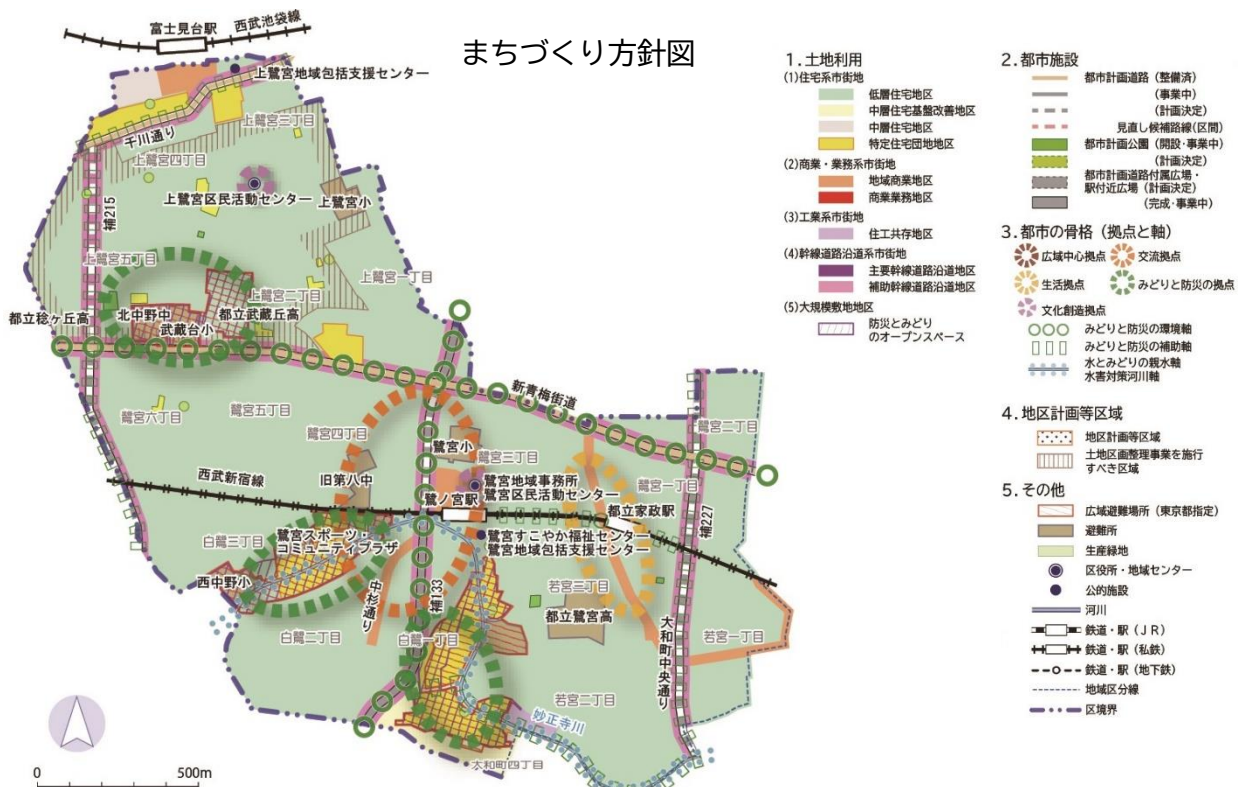 まちづくり方針図
富士見台駅
西武池袋線
上鷺宮地域包括支援センター
千川通り
上鷺宮三丁目
上鷺宮四丁目
上鷺宮区民活動センター
上鷺宮小
補215
上鷺宮五丁目
上鷺宮一丁目
上鷺宮二丁目
都立稔ヶ丘高
北中野中
武蔵台小
都立武蔵丘高
新青梅街道
鷺宮六丁目
鷺宮五丁目
鷺宮四丁目
鷺宮小
鷺宮三丁目
鷺宮二丁目
西武新宿線
旧第八中
鷺ノ宮駅
鷺宮地域事務所
鷺宮区民活動センター
鷺宮一丁目
都立家政駅
補227
白鷺三丁目
鷺宮スポーツ・
コミュニティプラザ
鷺宮すこやか福祉センター
鷺宮地域包括支援センター
西中野小
中杉通り
補133
若宮三丁目
都立鷺宮高
大和町中央通り
白鷺二丁目
白鷺一丁目
若宮一丁目
若宮二丁目
妙正寺川
大和町四丁目
0 500m
1.土地利用
(1)住宅系市街地
低層住宅地区
中層住宅基盤改善地区
中層住宅地区
特定住宅団地地区
(2)商業・業務系市街地
地域商業地区
商業業務地区
(3)工業系市街地
住工共存地区
(4)幹線道路沿道系市街地
主要幹線道路沿道地区
補助幹線道路沿道地区
(5)大規模敷地地区
防災とみどり
のオープンスペース
2.都市施設
都市計画道路(整備済)
(事業中)
(計画決定)
見直し候補路線(区間)
都市計画公園(開設・事業中)
(計画決定)
都市計画道路付属広場・
駅付近広場(計画決定)
(完成・事業中)
3.都市の骨格(拠点と軸)
広域中心拠点 交流拠点
生活拠点 みどりと防災の拠点
文化創造拠点
みどりと防災の環境軸
みどりと防災の補助軸
水とみどりの親水軸
水害対策河川軸
4.地区計画等区域
地区計画等区域
土地区画整理事業を施行
すべき区域
5.その他
広域避難場所(東京都指定)
避難所
生産緑地
区役所・地域センター
公的施設
河川
鉄道・駅(JR)
鉄道・駅(私鉄)
鉄道・駅(地下鉄)
地域区分線
区境界